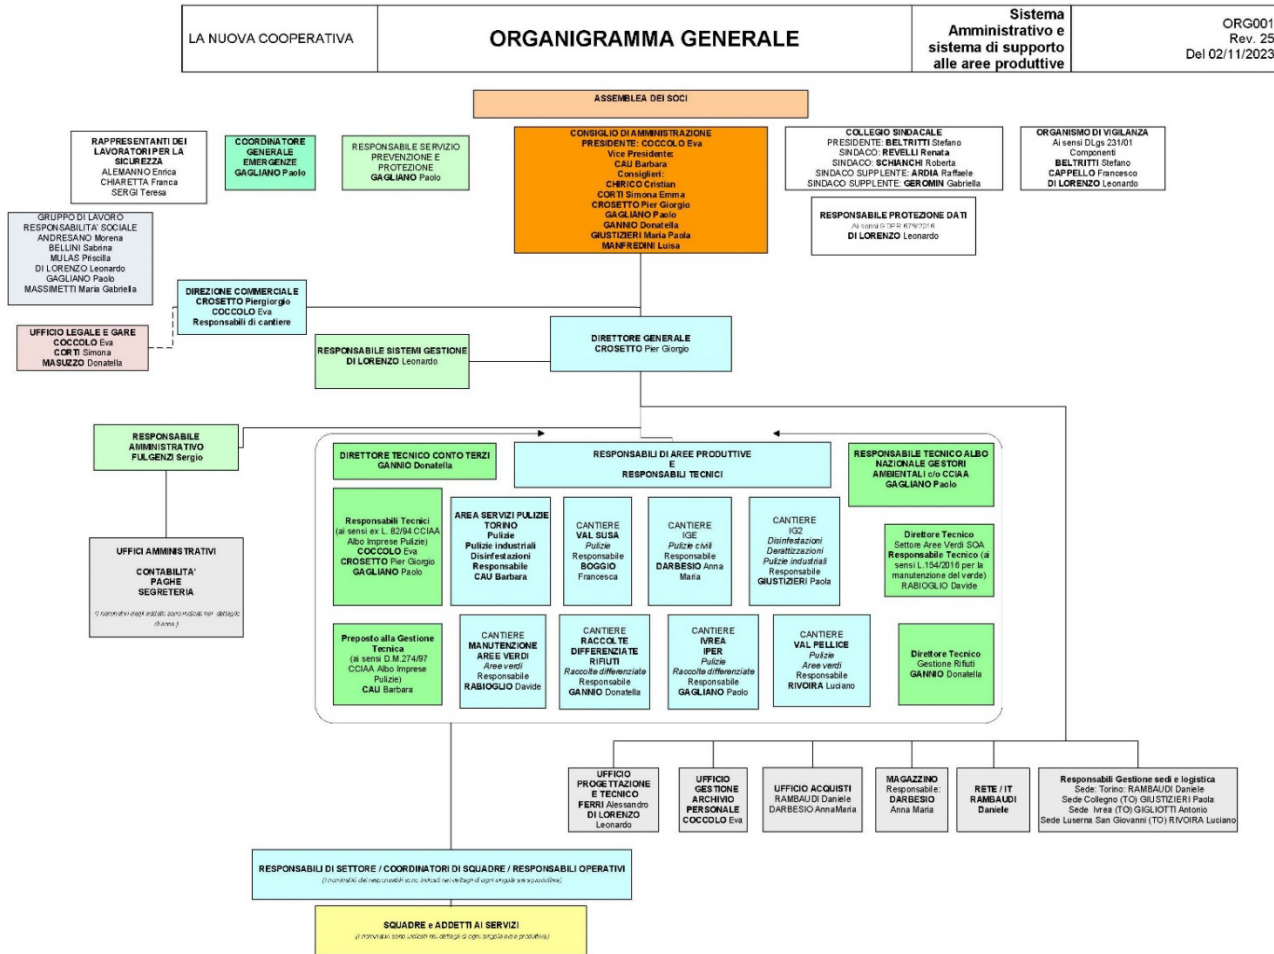 LA NUOVA COOPERATIVA
ORGANIGRAMMA GENERALE
Sistema
Amministrativo e
sistema di supporto
alle aree produttive
ORG001
Rev. 25
Del 02/11/2023
ASSEMBLEA DEI SOCI
RAPPRESENTANTI DEI
LAVORATORI PER LA
SICUREZZA
ALEMANNO Enrica
CHIARETTA Franca
SERGI Teresa
COORDINATORE
GENERALE
EMERGENZE
GAGLIANO Paolo
RESPONSABILE SERVIZIO
PREVENZIONE E
PROTEZIONE
GAGLIANO Paolo
CONSIGLIO DI AMMINISTRAZIONE
PRESIDENTE: COCCOLO Eva
Vice Presidente:
CAU Barbara
Consiglieri:
CHIRICO Cristian
CORTI Simona Emma
CROSETTO Pier Giorgio
GAGLIANO Paolo
GANNIO Donatella
GIUSTIZIERI Maria Paola
MANFREDINI Luisa
COLLEGIO SINDACALE
PRESIDENTE: BELTRITTI Stefano
SINDACO: REVELLI Renata
SINDACO: SCHIANCHI Roberta
SINDACO SUPPLENTE: ARDIA Raffaele
SINDACO SUPPLENTE: GEROMIN Gabriella
ORGANISMO DI VIGILANZA
Ai sensi DLgs 231/01
Componenti
BELTRITTI Stefano
CAPPELLO Francesco
DI LORENZO Leonardo
RESPONSABILE PROTEZIONE DATI
Ai sensi GDPR 679/2016
DI LORENZO Leonardo
GRUPPO DI LAVORO
RESPONSABILITA' SOCIALE
ANDRESANO Morena
BELLINI Sabrina
MULAS Priscilla
DI LORENZO Leonardo
GAGLIANO Paolo
MASSIMETTI Maria Gabriella
DIREZIONE COMMERCIALE
CROSETTO Piergiorgio
COCCOLO Eva
Responsabili di cantiere
UFFICIO LEGALE E GARE
COCCOLO Eva
CORTI Simona
MASUZZO Donatella
DIRETTORE GENERALE
CROSETTO Pier Giorgio
RESPONSABILE SISTEMI GESTIONE
DI LORENZO Leonardo
RESPONSABILE
AMMINISTRATIVO
FULGENZI Sergio
UFFICI AMMINISTRATIVI
CONTABILITA'
PAGHE
SEGRETERIA
DIRETTORE TECNICO CONTO TERZI
GANNIO Donatella
RESPONSABILI DI AREE PRODUTTIVE
E
RESPONSABILI TECNICI
RESPONSABILE TECNICO ALBO
NAZIONALE GESTORI
AMBIENTALI c/o CCIAA
GAGLIANO Paolo
Responsabili Tecnici
(ai sensi ex L. 82/94 CCIAA
Albo Imprese Pulizie)
COCCOLO Eva
CROSETTO Pier Giorgio
GAGLIANO Paolo
AREA SERVIZI PULIZIE
TORINO
Pulizie
Pulizie industriali
Disinfestazioni
Responsabile
CAU Barbara
CANTIERE
VAL SUSA
Pulizie
Responsabile
BOGGIO
Francesca
CANTIERE
IGE
Pulizie civili
Responsabile
DARBESIO Anna
Maria
CANTIERE
IG2
Disinfestazioni
Derattizzazioni
Pulizie industriali
Responsabile
GIUSTIZIERI Paola
Direttore Tecnico
Settore Aree Verdi SOA
Responsabile Tecnico (ai
sensi L.154/2016 per la
manutenzione del verde)
RABIOGLIO Davide
Preposto alla Gestione
Tecnica
(ai sensi D.M.274/97
CCIAA Albo Imprese
Pulizie)
CAU Barbara
CANTIERE
MANUTENZIONE
AREE VERDI
Aree verdi
Responsabile
RABIOGLIO Davide
CANTIERE
RACCOLTE
DIFFERENZIATE
RIFIUTI
Raccolte differenziate
Responsabile
GANNIO Donatella
CANTIERE
IVREA
IPER
Pulizie
Raccolte differenziate
Responsabile
GAGLIANO Paolo
CANTIERE
VAL PELLICE
Pulizie
Aree verdi
Responsabile
RIVOIRA Luciano
Direttore Tecnico
Gestione Rifiuti
GANNIO Donatella
UFFICIO
PROGETTAZIONE
E TECNICO
FERRI Alessandro
DI LORENZO
Leonardo
UFFICIO
GESTIONE
ARCHIVIO
PERSONALE
COCCOLO Eva
UFFICIO ACQUISTI
RAMBAUDI Daniele
DARBESIO AnnaMaria
MAGAZZINO
Responsabile:
DARBESIO
Anna Maria
RETE / IT
RAMBAUDI
Daniele
Responsabili Gestione sedi e logistica
Sede: Torino: RAMBAUDI Daniele
Sede Collegno (TO) GIUSTIZIERI Paola
Sede Ivrea (TO) GIGLIOTTI Antonio
Sede Luserna San Giovanni (TO) RIVOIRA Luciano
RESPONSABILI DI SETTORE / COORDINATORI DI SQUADRE / RESPONSABILI OPERATIVI
SQUADRE e ADDETTI AI SERVIZI